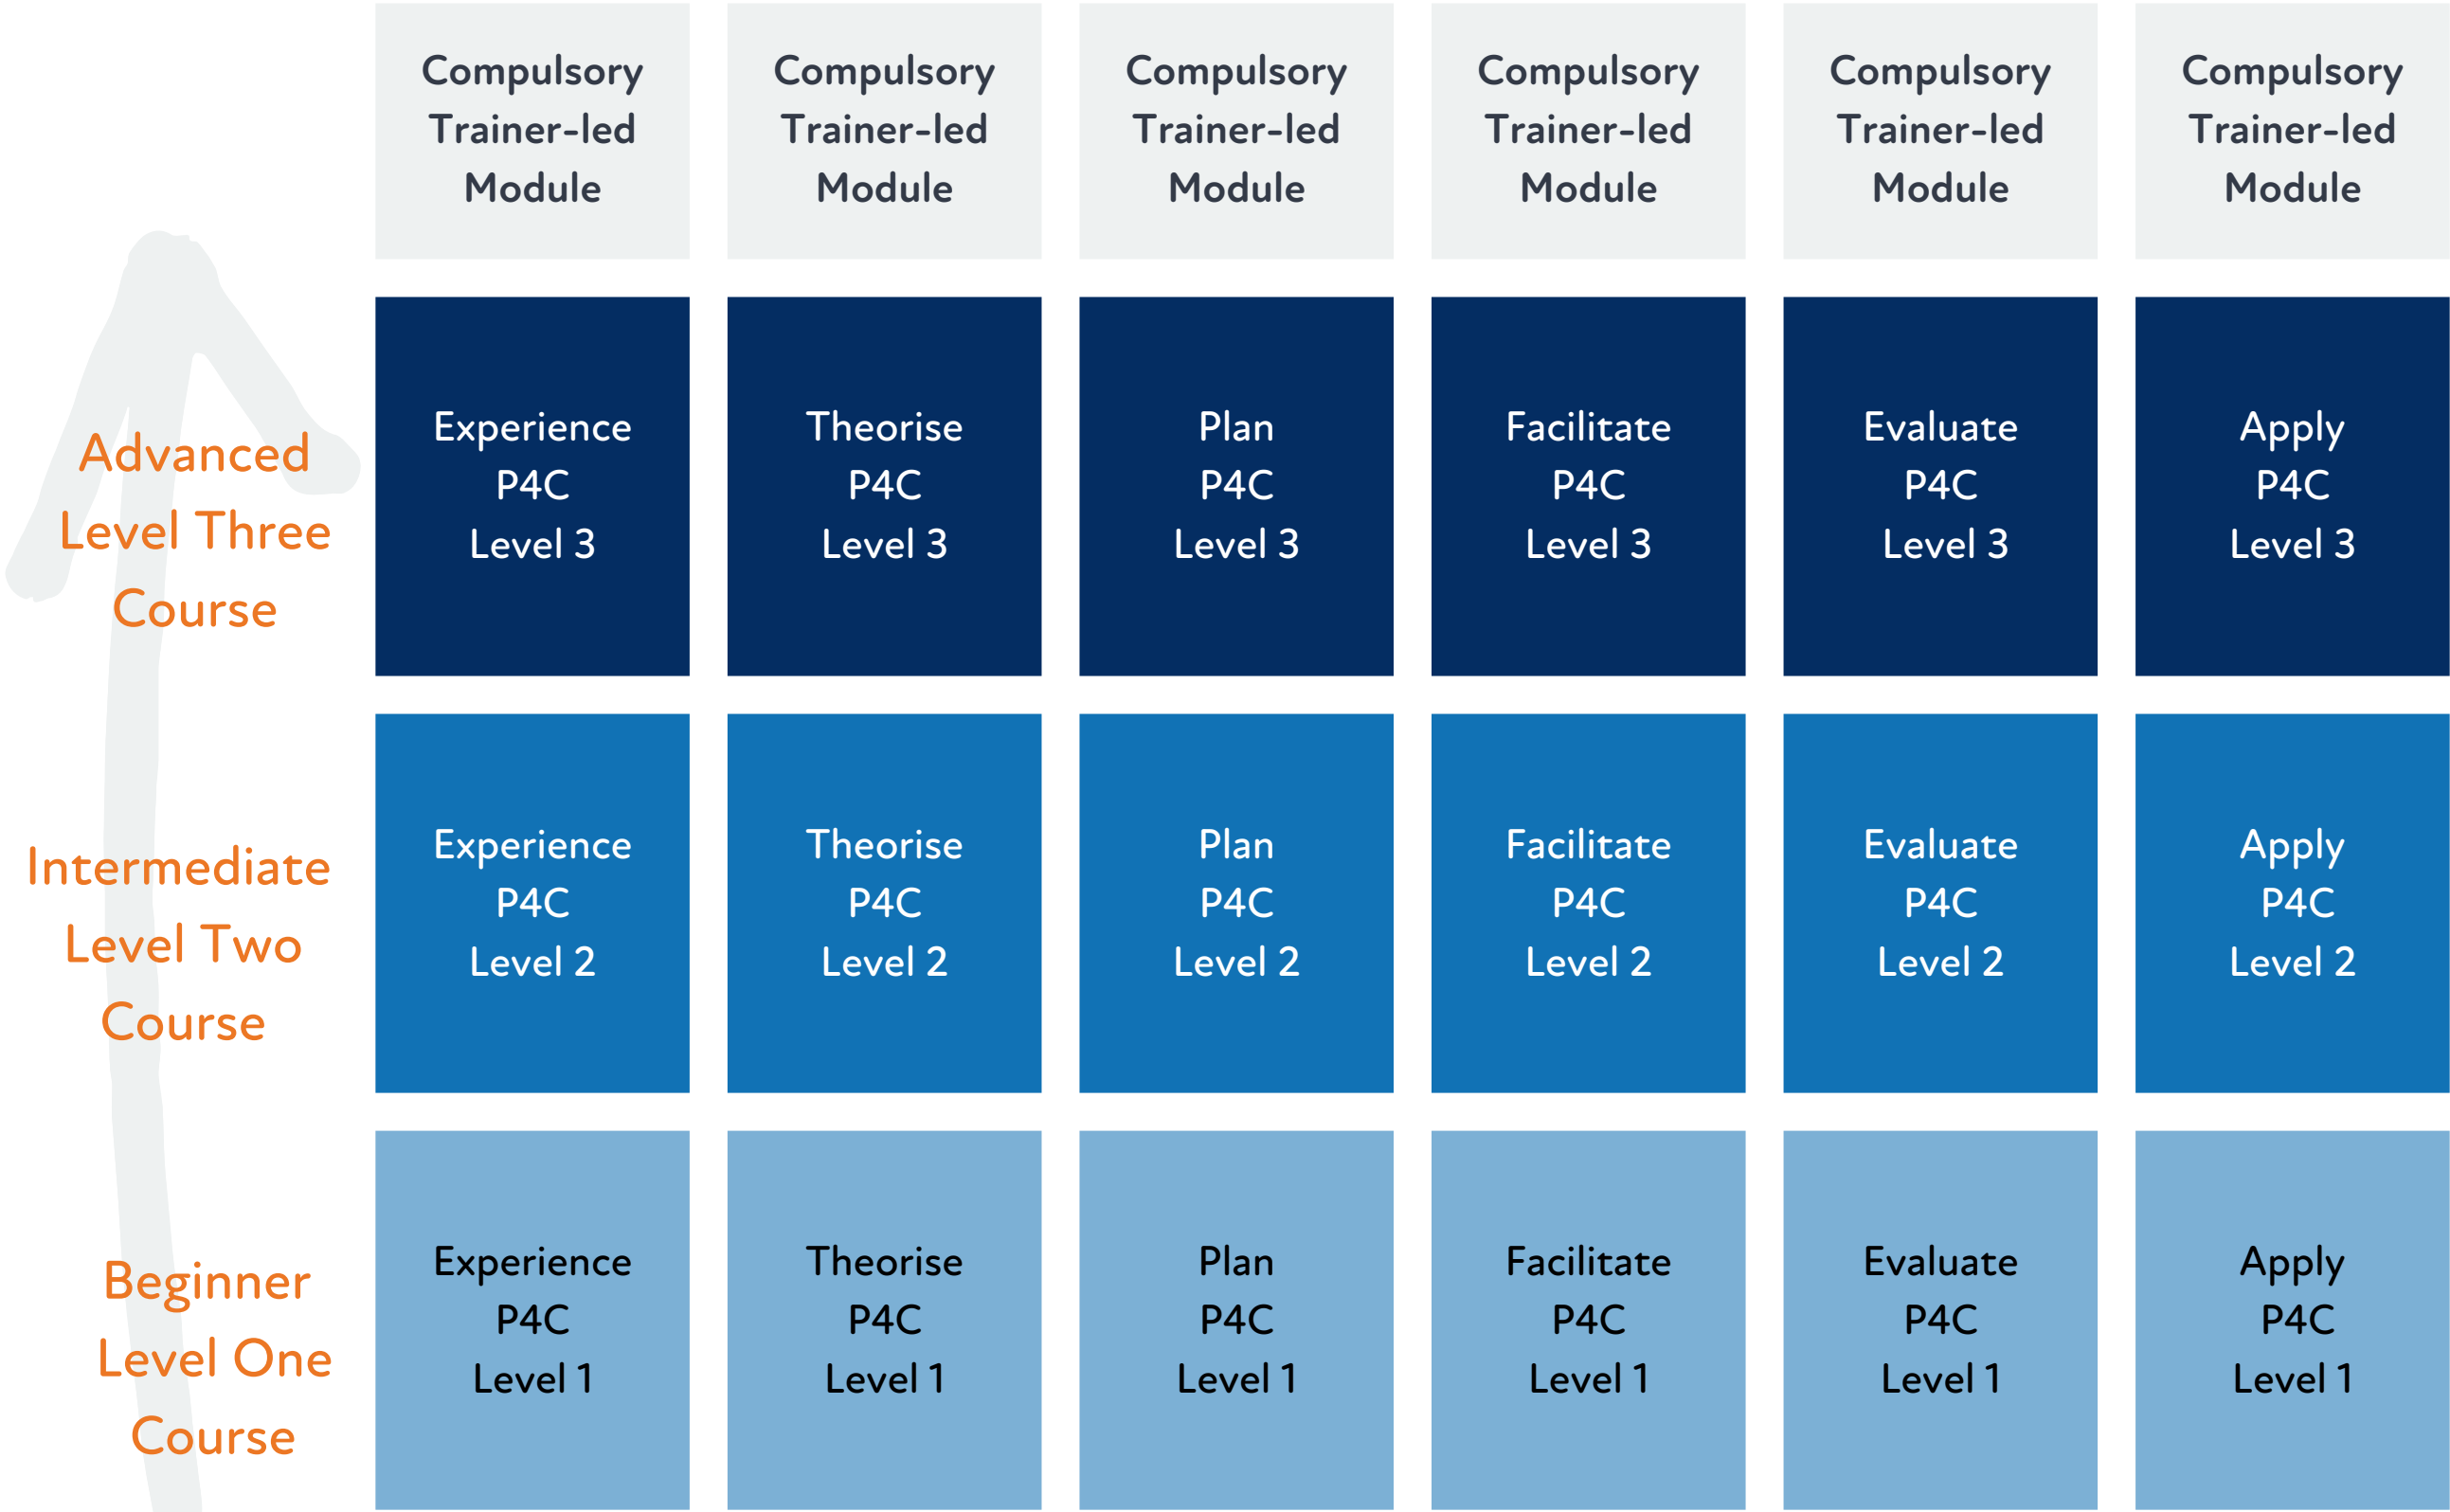 Compulsory
Trainer-led
Module
Compulsory
Trainer-led
Module
Compulsory
Trainer-led
Module
Compulsory
Trainer-led
Module
Compulsory
Trainer-led
Module
Compulsory
Trainer-led
Module
Advanced
Level Three
Course
Experience
P4C
Level 3
Theorise
P4C
Level 3
Plan
P4C
Level 3
Facilitate
P4C
Level 3
Evaluate
P4C
Level 3
Apply
P4C
Level 3
Intermediate
Level Two
Course
Experience
P4C
Level 2
Theorise
P4C
Level 2
Plan
P4C
Level 2
Facilitate
P4C
Level 2
Evaluate
P4C
Level 2
Apply
P4C
Level 2
Beginner
Level One
Course
Experience
P4C
Level 1
Theorise
P4C
Level 1
Plan
P4C
Level 1
Facilitate
P4C
Level 1
Evaluate
P4C
Level 1
Apply
P4C
Level 1